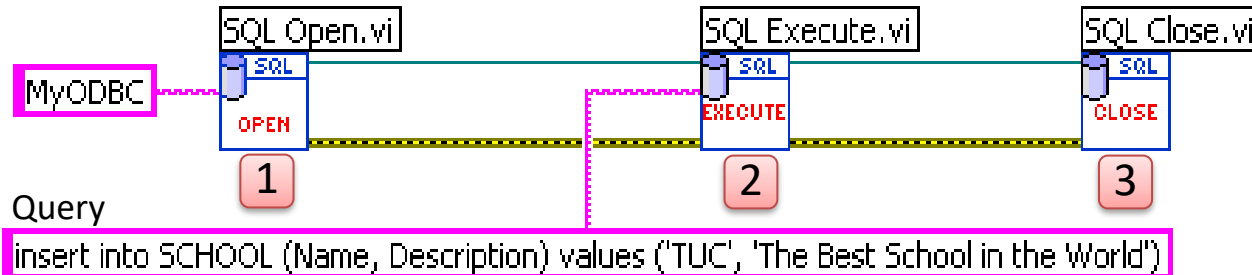 SQL Open.vi SQL Execute.vi SQL Close.vi
SQL SQL SQL
MyODBC
OPEN EXECUTE CLOSE
1 2 3
Query
insert into SCHOOL (Name, Description) values ('TUC', 'The Best School in the World')